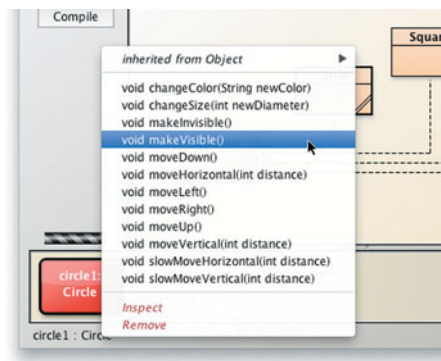 Compile
Squar
inherited from Object
void changeColor(String newColor)
void changeSize(int newDiameter)
void makeInvisible()
void makeVisible()
void moveDown()
void moveHorizontal(int distance)
void moveLeft()
void moveRight()
void moveUp()
void moveVertical(int distance)
void slowMoveHorizontal(int distance)
void slowMoveVertical(int distance)
Inspect
Remove
circle1:
Circle
circle1 : Circle